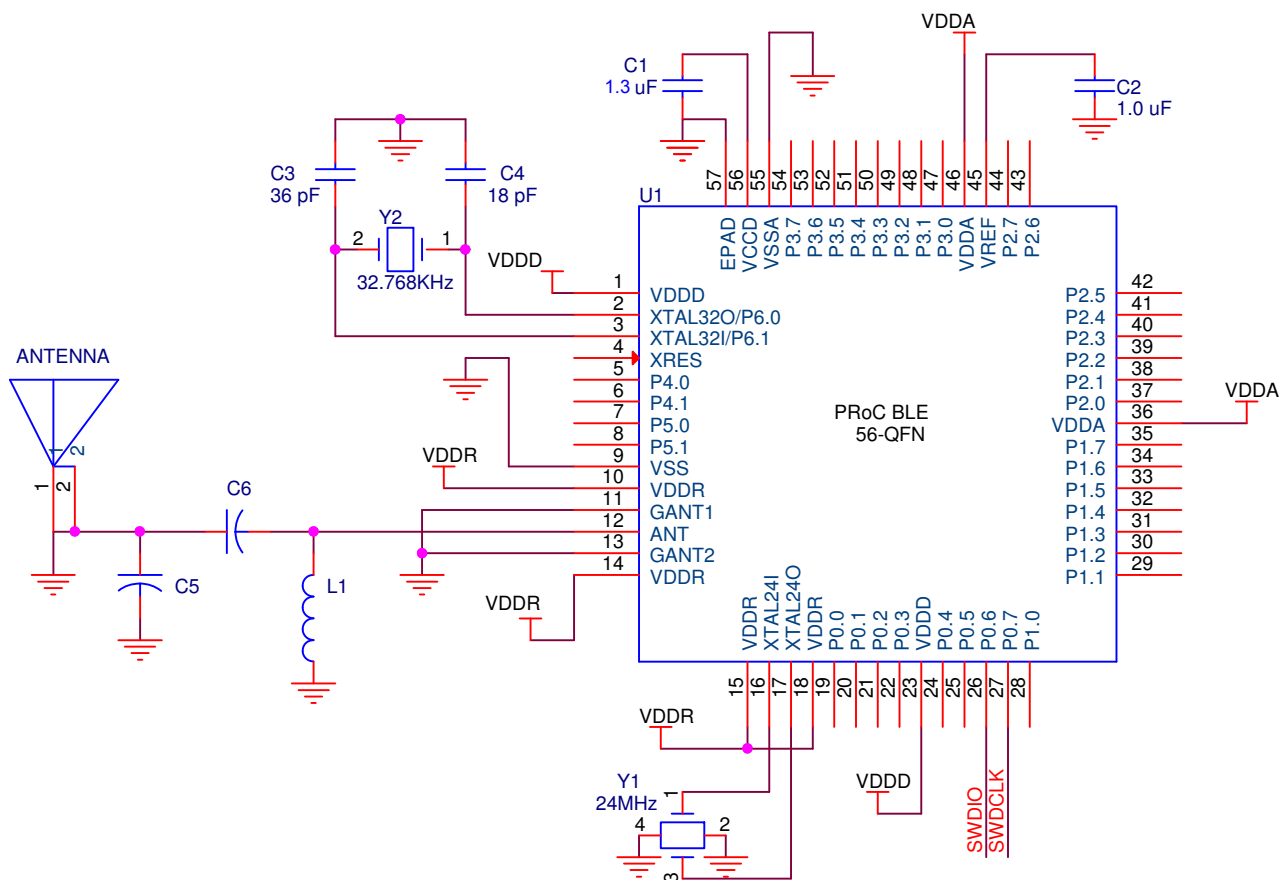 VDDA
C1
1.3 uF
C2
1.0 uF
C3
36 pF
C4
18 pF
Y2
2
1
32.768KHz
VDDD
U1
57
56
55
54
53
52
51
50
49
48
47
46
45
44
43
EPAD
VCCD
VSSA
P3.7
P3.6
P3.5
P3.4
P3.3
P3.2
P3.1
P3.0
VDDA
VREF
P2.7
P2.6
1 VDDD
2 XTAL32O/P6.0
3 XTAL32I/P6.1
4 XRES
5 P4.0
6 P4.1
7 P5.0
8 P5.1
9 VSS
10 VDDR
11 GANT1
12 ANT
13 GANT2
14 VDDR
PRoC BLE
56-QFN
P2.5 42
P2.4 41
P2.3 40
P2.2 39
P2.1 38
P2.0 37
VDDA 36
P1.7 35
P1.6 34
P1.5 33
P1.4 32
P1.3 31
P1.2 30
P1.1 29
VDDA
ANTENNA
1
2
1
2
VDDR
C6
C5
L1
VDDR
VDDR
XTAL24I
XTAL24O
VDDR
P0.0
P0.1
P0.2
P0.3
VDDD
P0.4
P0.5
P0.6
P0.7
P1.0
15
16
17
18
19
20
21
22
23
24
25
26
27
28
VDDR
Y1
24MHz
1
4
2
3
VDDD
SWDIO
SWDCLK